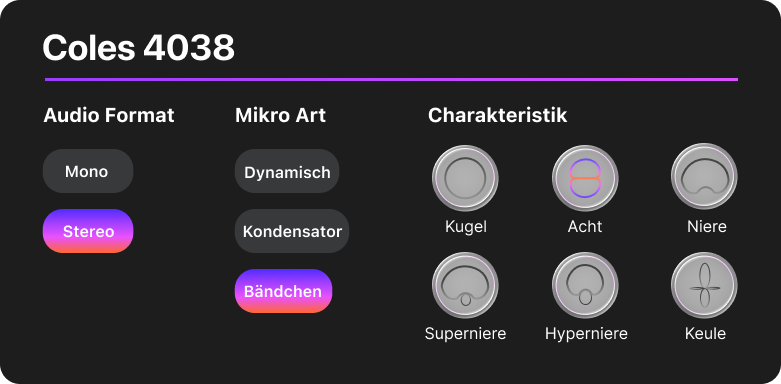 Coles 4038
Audio Format
Mono
Stereo
Mikro Art
Dynamisch
Kondensator
Bändchen
Charakteristik
Kugel Acht Niere
Superniere Hyperniere Keule